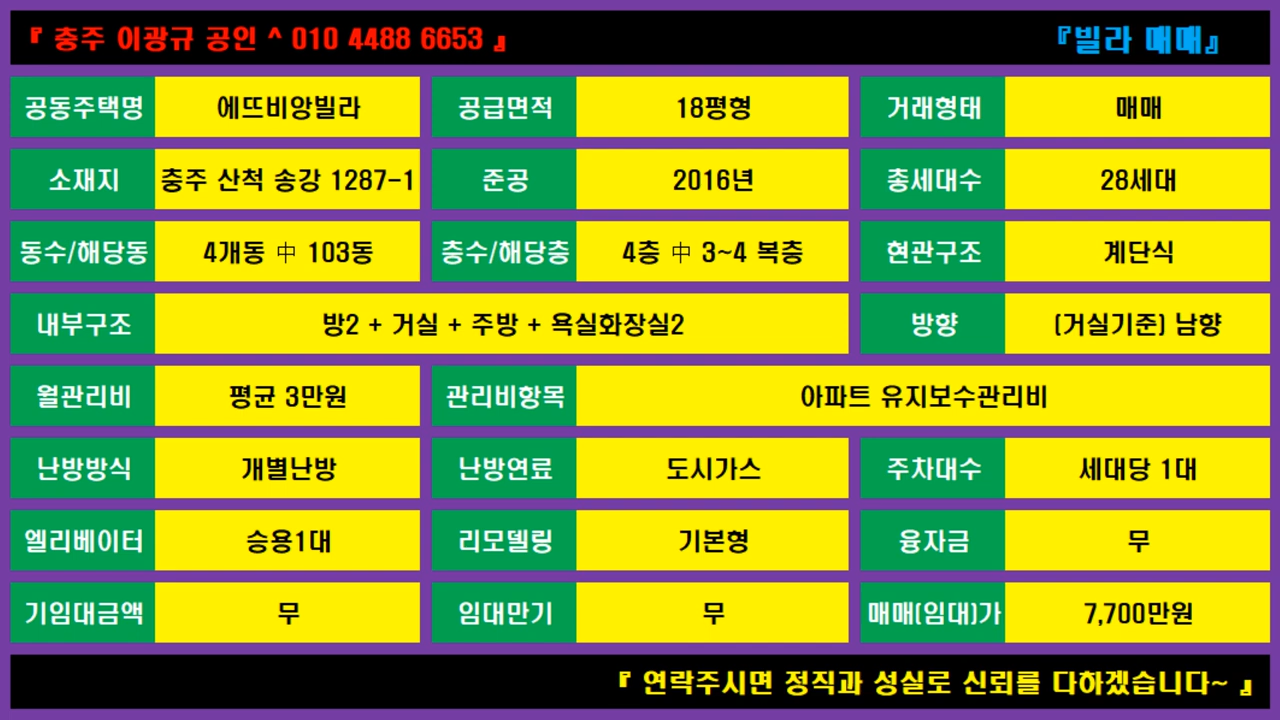 『 충주 이광규 공인 ^ 010 4488 6653 』 『빌라 매매』
공동주택명 에뜨비앙빌라 공급면적 18평형 거래형태 매매
소재지 충주 산척 송강 1287-1 준공 2016년 총세대수 28세대
동수/해당동 4개동 中 103동 층수/해당층 4층 中 3~4 복층 현관구조 계단식
내부구조 방2 + 거실 + 주방 + 욕실화장실2 방향 (거실기준) 남향
월관리비 평균 3만원 관리비항목 아파트 유지보수관리비
난방방식 개별난방 난방연료 도시가스 주차대수 세대당 1대
엘리베이터 승용1대 리모델링 기본형 융자금 무
기임대금액 무 임대만기 무 매매(임대)가 7,700만원
『 연락주시면 정직과 성실로 신뢰를 다하겠습니다~ 』